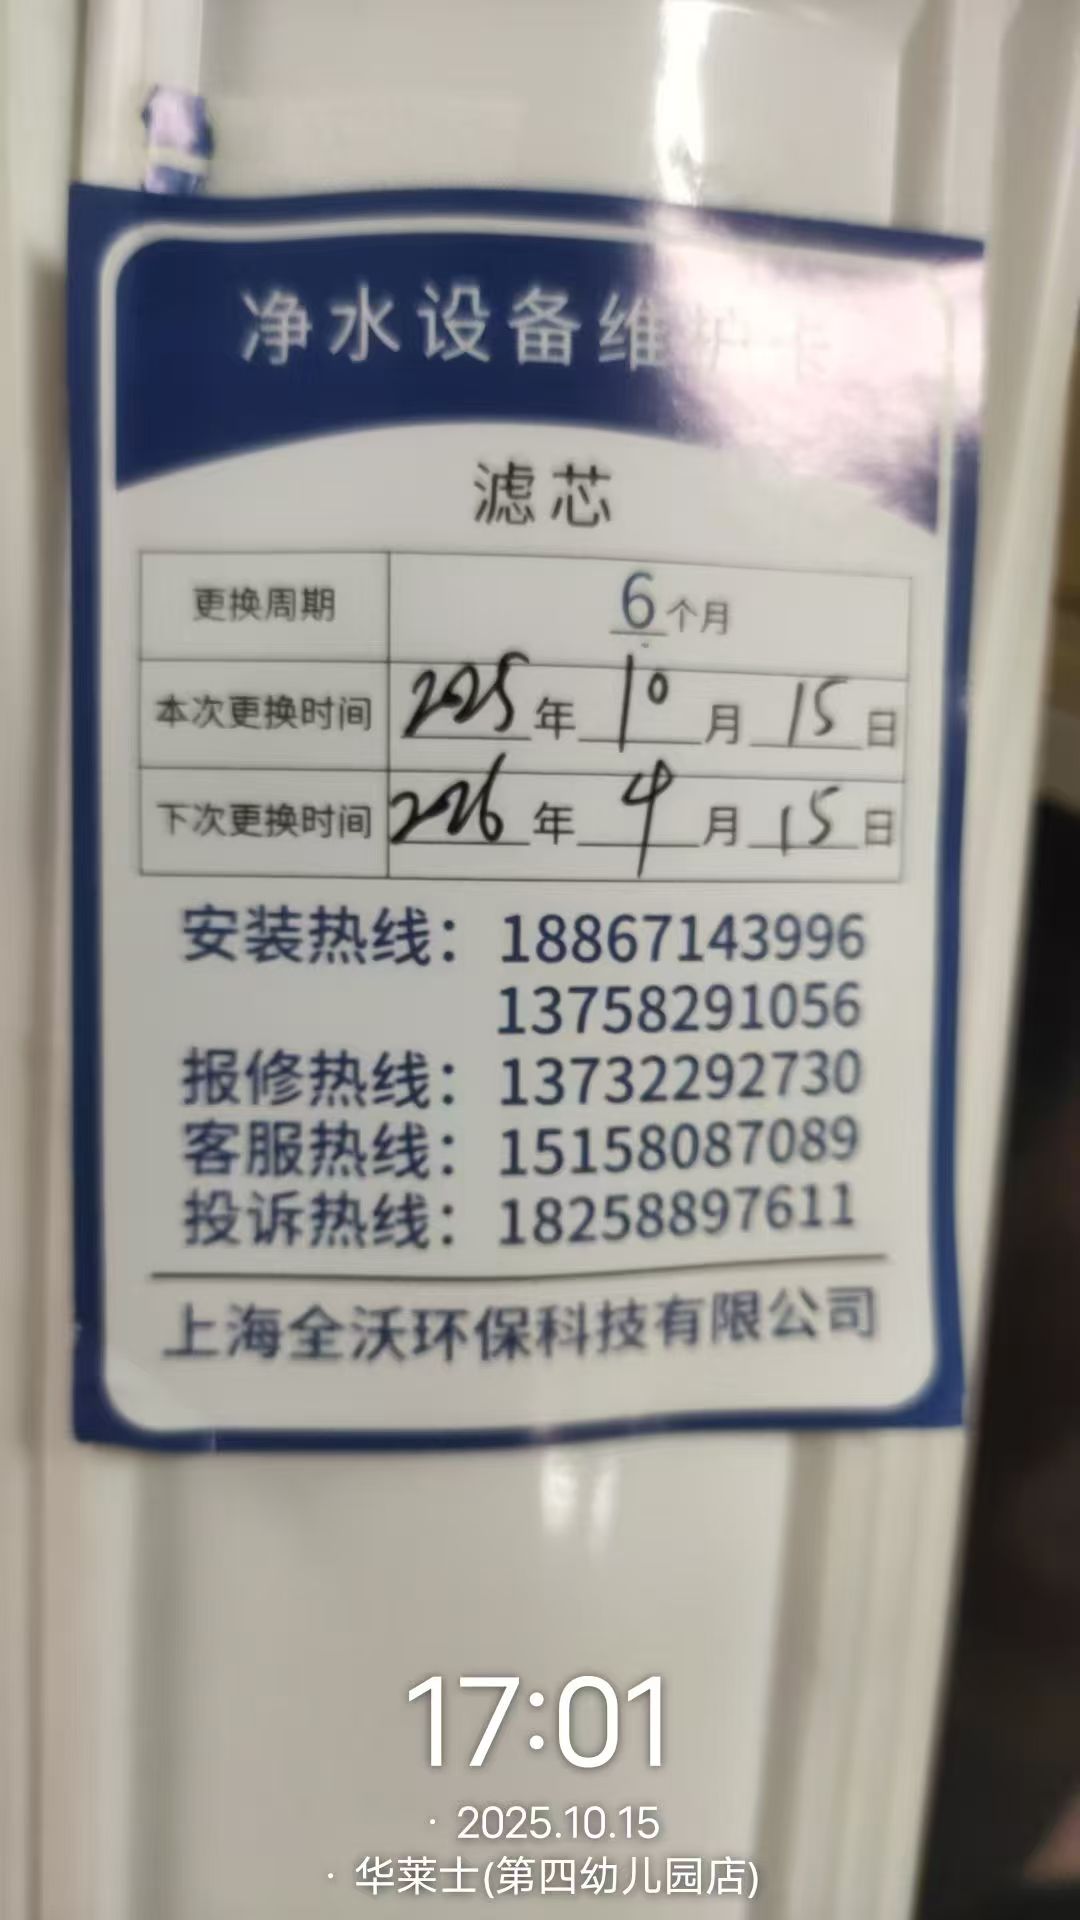 净水设备维护卡
滤芯
更换周期 6个月
本次更换时间 2025年10月15日
下次更换时间 2026年4月15日
安装热线：18867143996
13758291056
报修热线：13732292730
客服热线：15158087089
投诉热线：18258897611
上海全沃环保科技有限公司
17:01
· 2025.10.15
· 华莱士(第四幼儿园店)